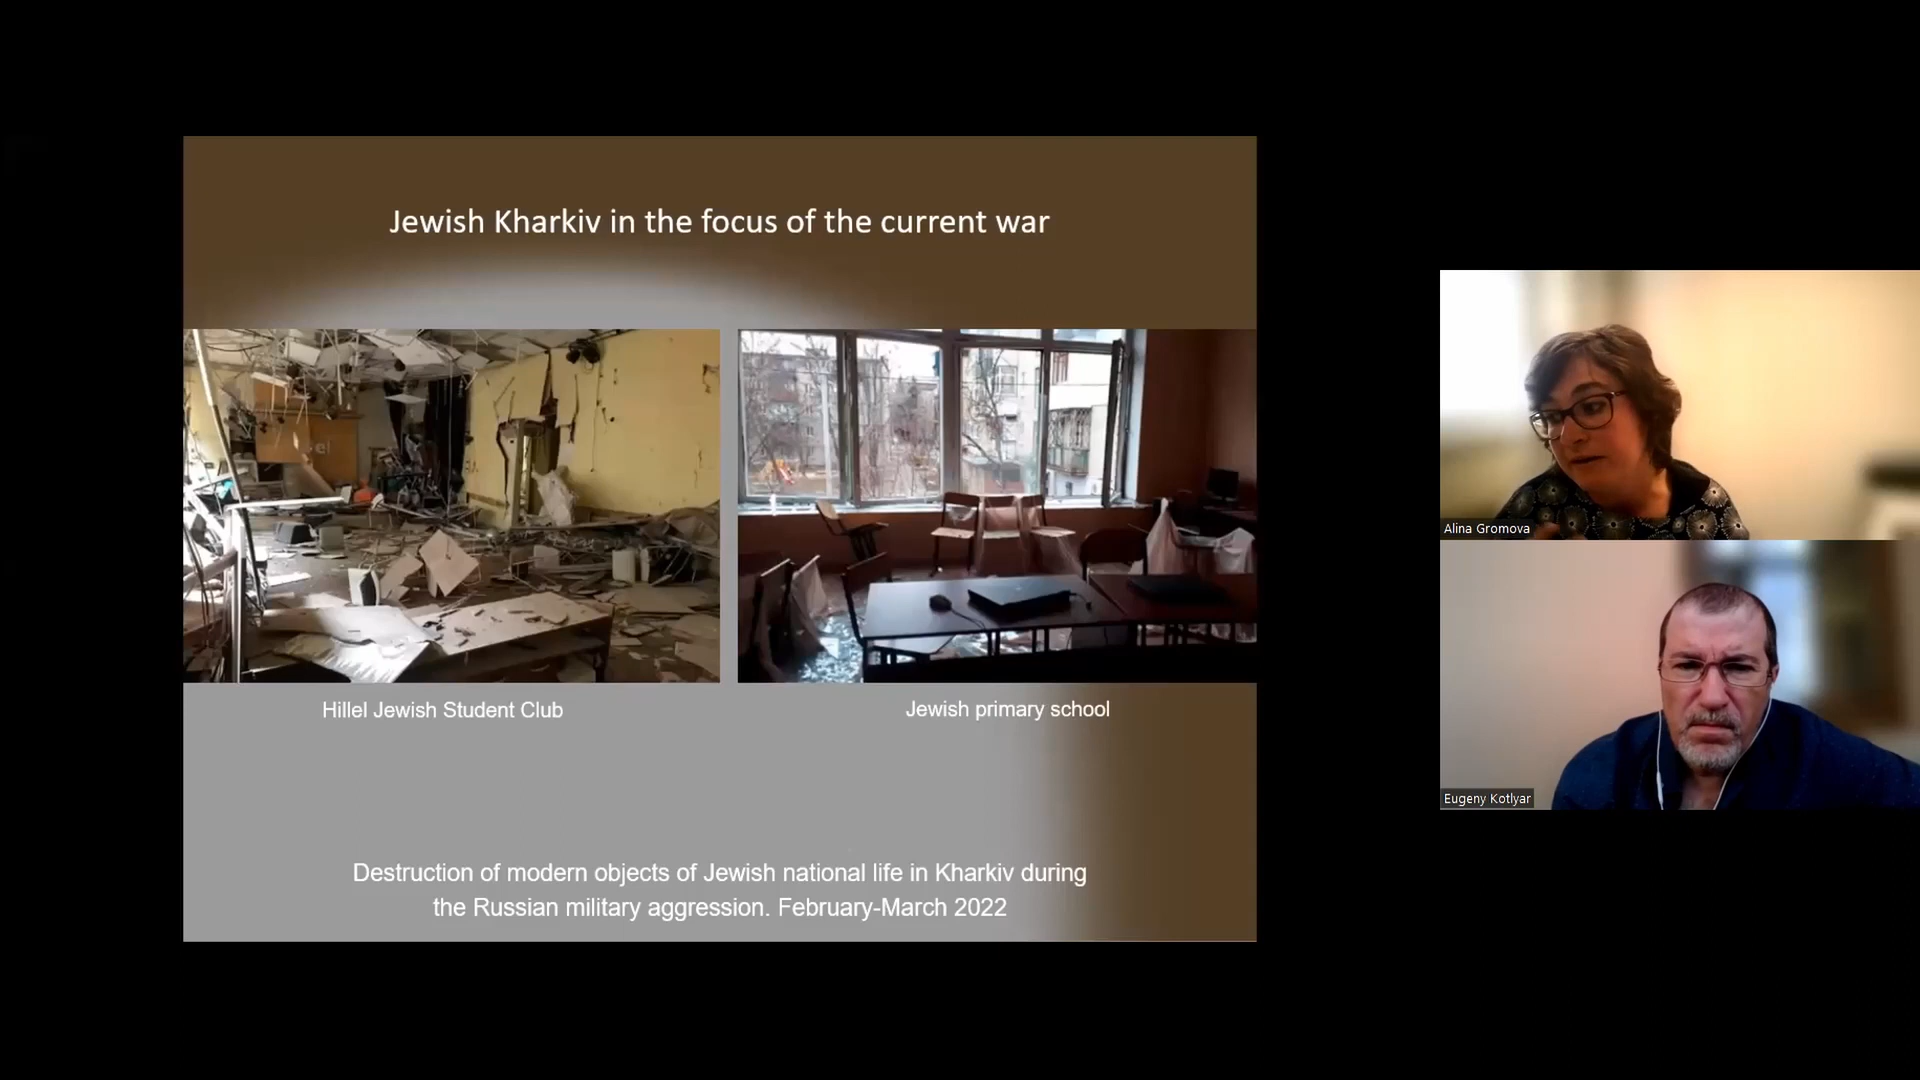 Jewish Kharkiv in the focus of the current war
Hillel Jewish Student Club
Jewish primary school
Destruction of modern objects of Jewish national life in Kharkiv during
the Russian military aggression. February-March 2022
Alina Gromova
Eugeny Kotlyar